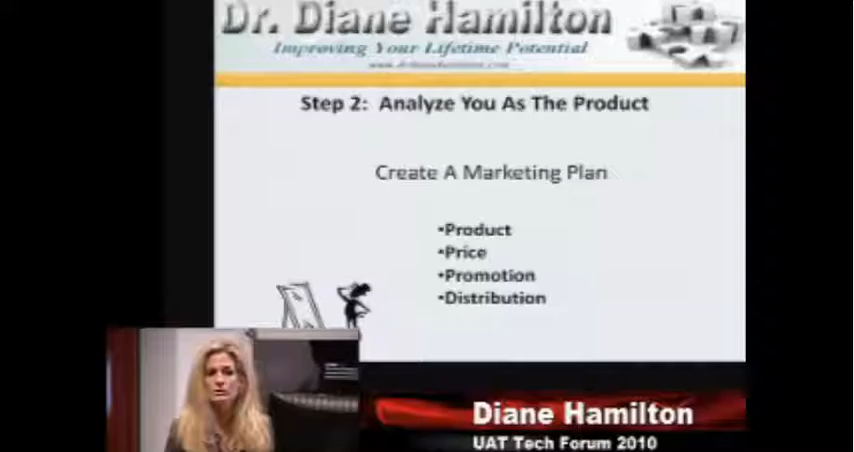 Dr. Diane Hamilton
Improving Your Lifetime Potential
Step 2: Analyze You As The Product
Create A Marketing Plan
•Product
•Price
•Promotion
•Distribution
Diane Hamilton
UAT Tech Forum 2010